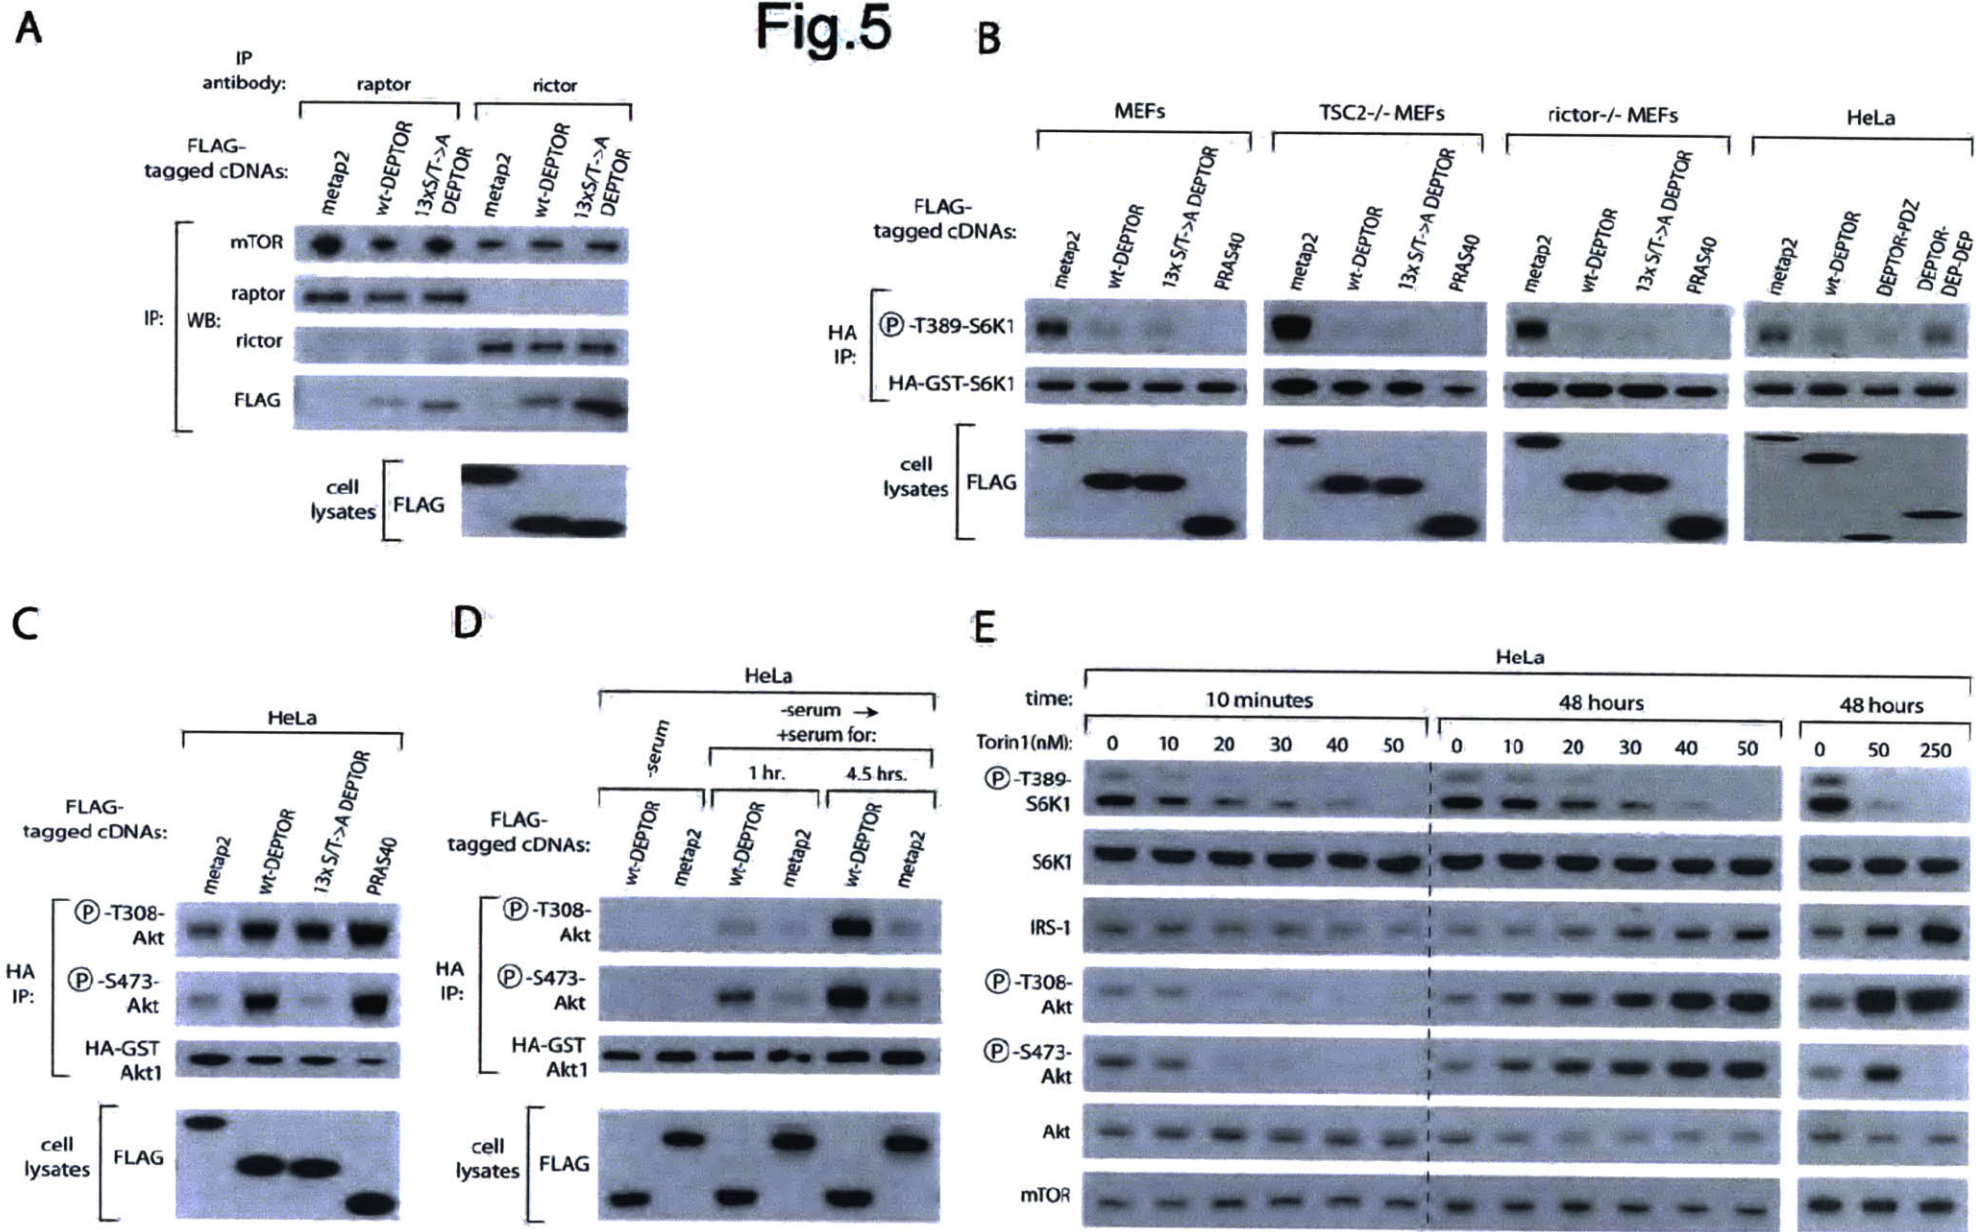 Fig.5
A
IP
antibody:
raptor
rictor
FLAG-
tagged cDNAs:
metap2
wt-DEPTOR
13xS/T->A
DEPTOR
metap2
wt-DEPTOR
13xS/T->A
DEPTOR
IP:
WB:
mTOR
raptor
rictor
FLAG
cell
lysates
FLAG
B
MEFs
TSC2-/- MEFs
rictor-/- MEFs
HeLa
FLAG-
tagged cDNAs:
metap2
wt-DEPTOR
13x S/T->A DEPTOR
PRAS40
metap2
wt-DEPTOR
13x S/T->A DEPTOR
PRAS40
metap2
wt-DEPTOR
13x S/T->A DEPTOR
PRAS40
metap2
wt-DEPTOR
DEPTOR-PDZ
DEPTOR-
DEP-DEP
HA
IP:
Ⓟ-T389-S6K1
HA-GST-S6K1
cell
lysates
FLAG
C
HeLa
FLAG-
tagged cDNAs:
metap2
wt-DEPTOR
13x S/T->A DEPTOR
PRAS40
HA
IP:
Ⓟ-T308-
Akt
Ⓟ-S473-
Akt
HA-GST
Akt1
cell
lysates
FLAG
D
HeLa
-serum
-serum →
+serum for:
1 hr.
4.5 hrs.
FLAG-
tagged cDNAs:
wt-DEPTOR
metap2
wt-DEPTOR
metap2
wt-DEPTOR
metap2
HA
IP:
Ⓟ-T308-
Akt
Ⓟ-S473-
Akt
HA-GST
Akt1
cell
lysates
FLAG
E
HeLa
time:
10 minutes
48 hours
48 hours
Torin1(nM):
0 10 20 30 40 50 0 10 20 30 40 50 0 50 250
Ⓟ-T389-
S6K1
S6K1
IRS-1
Ⓟ-T308-
Akt
Ⓟ-S473-
Akt
Akt
mTOR